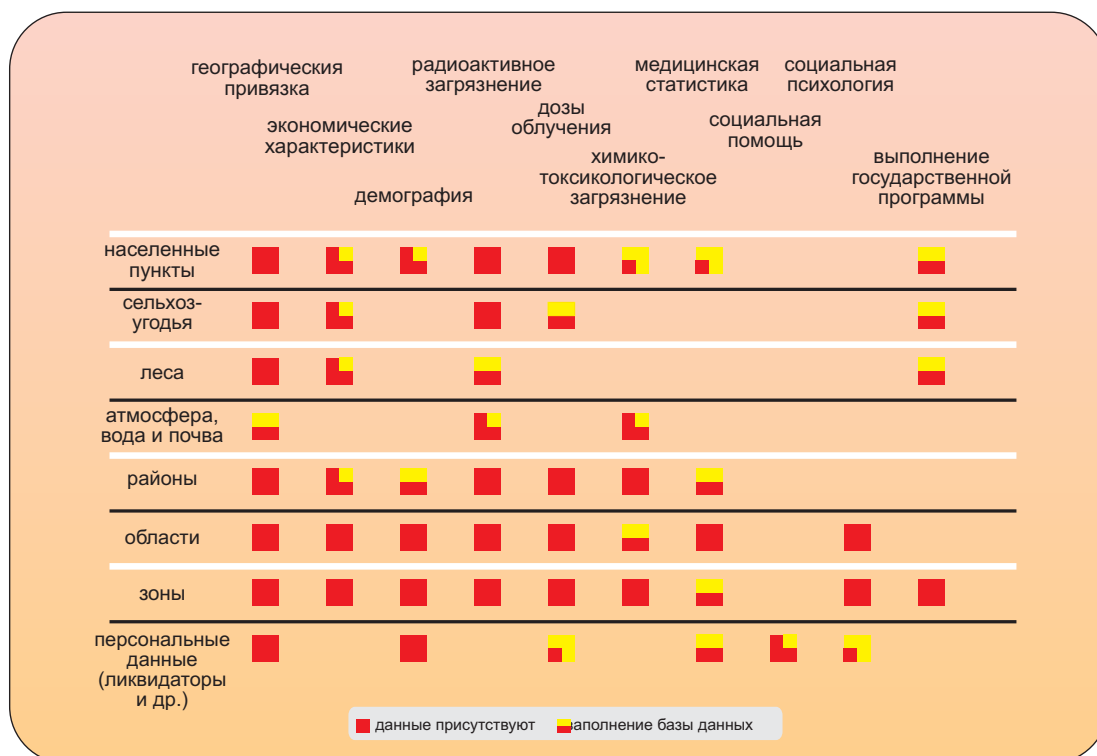 географическия
привязка
экономические
характеристики
демография
радиоактивное
загрязнение
дозы
облучения
химико-
токсикологическое
загрязнение
медицинская
статистика
социальная
помощь
социальная
психология
выполнение
государственной
программы
населенные
пункты
сельхоз-
угодья
леса
атмосфера,
вода и почва
районы
области
зоны
персональные
данные
(ликвидаторы
и др.)
данные присутствуют
заполнение базы данных